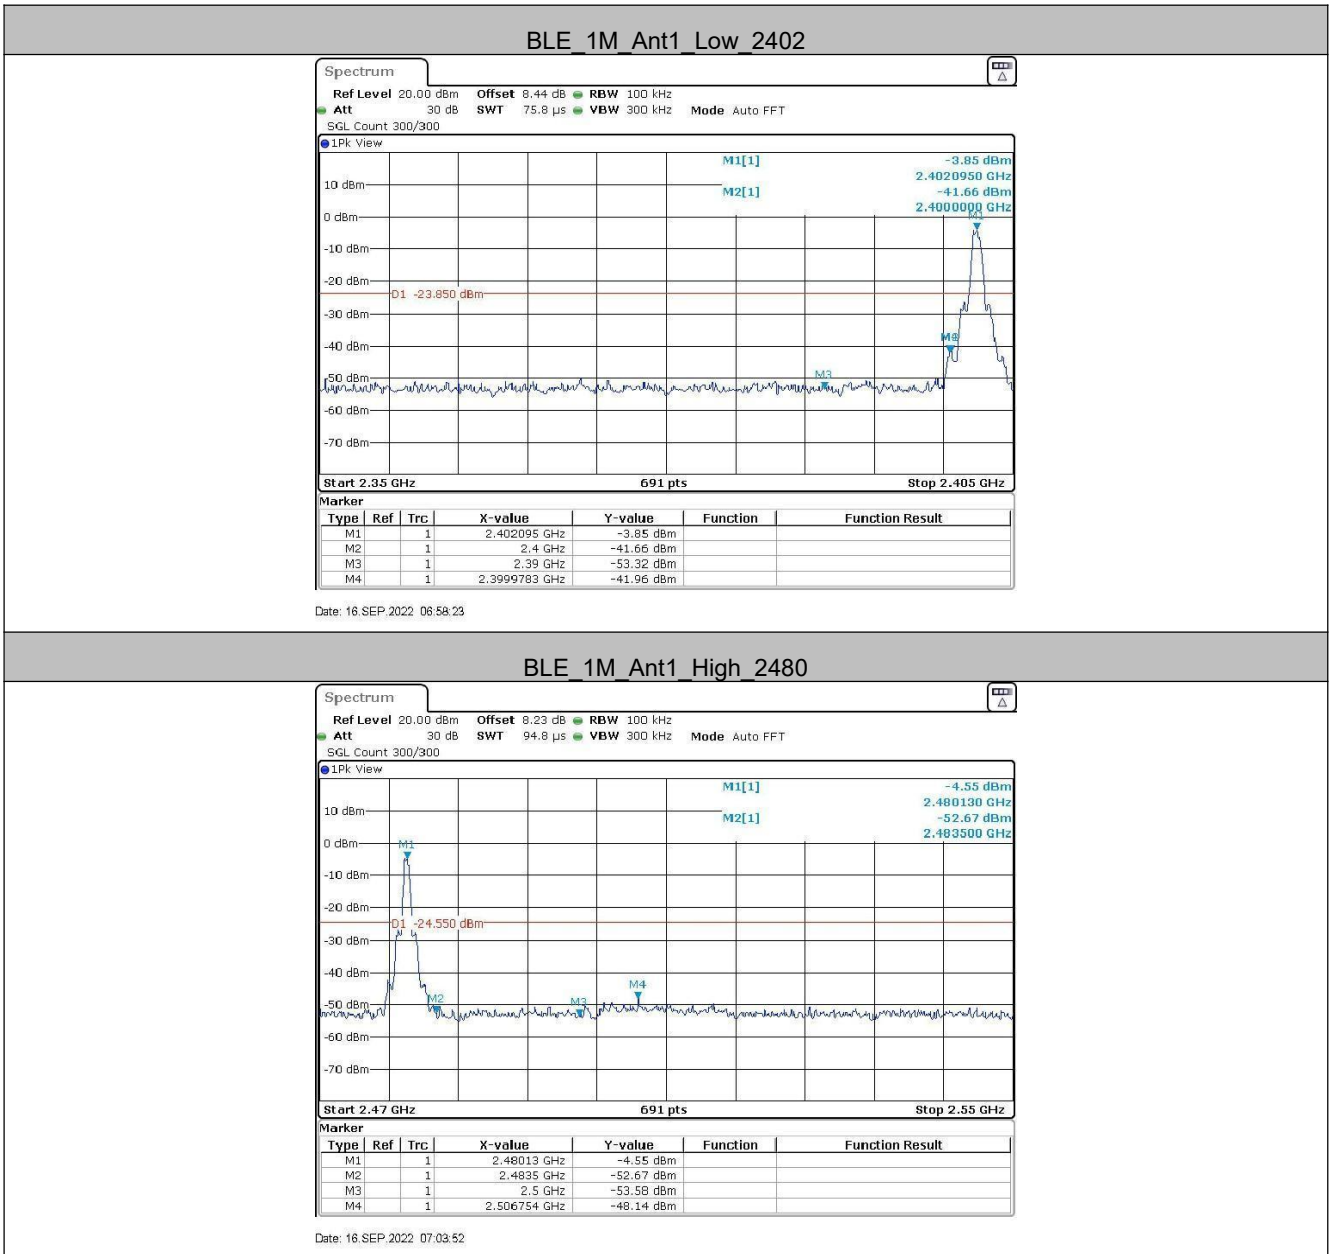 BLE_1M_Ant1_Low_2402
Spectrum
Ref Level 20.00 dBm Offset 8.44 dB RBW 100 kHz
Att 30 dB SWT 75.8 µs VBW 300 kHz Mode Auto FFT
SGL Count 300/300
1Pk View
M1[1] -3.85 dBm
2.4020950 GHz
10 dBm M2[1] -41.66 dBm
2.4000000 GHz
0 dBm M1
-10 dBm
-20 dBm
D1 -23.850 dBm
-30 dBm
-40 dBm
-50 dBm M3
-60 dBm
-70 dBm
Start 2.35 GHz 691 pts Stop 2.405 GHz
Marker
Type Ref Trc X-value Y-value Function Function Result
M1 1 2.402095 GHz -3.85 dBm
M2 1 2.4 GHz -41.66 dBm
M3 1 2.39 GHz -53.32 dBm
M4 1 2.3999783 GHz -41.96 dBm
Date: 16.SEP.2022 06:58:23
BLE_1M_Ant1_High_2480
Spectrum
Ref Level 20.00 dBm Offset 8.23 dB RBW 100 kHz
Att 30 dB SWT 94.8 µs VBW 300 kHz Mode Auto FFT
SGL Count 300/300
1Pk View
M1[1] -4.55 dBm
2.480130 GHz
10 dBm M2[1] -52.67 dBm
2.483500 GHz
0 dBm M1
-10 dBm
-20 dBm
D1 -24.550 dBm
-30 dBm
-40 dBm
M4
-50 dBm M2 M3
-60 dBm
-70 dBm
Start 2.47 GHz 691 pts Stop 2.55 GHz
Marker
Type Ref Trc X-value Y-value Function Function Result
M1 1 2.48013 GHz -4.55 dBm
M2 1 2.4835 GHz -52.67 dBm
M3 1 2.5 GHz -53.58 dBm
M4 1 2.506754 GHz -48.14 dBm
Date: 16.SEP.2022 07:03:52